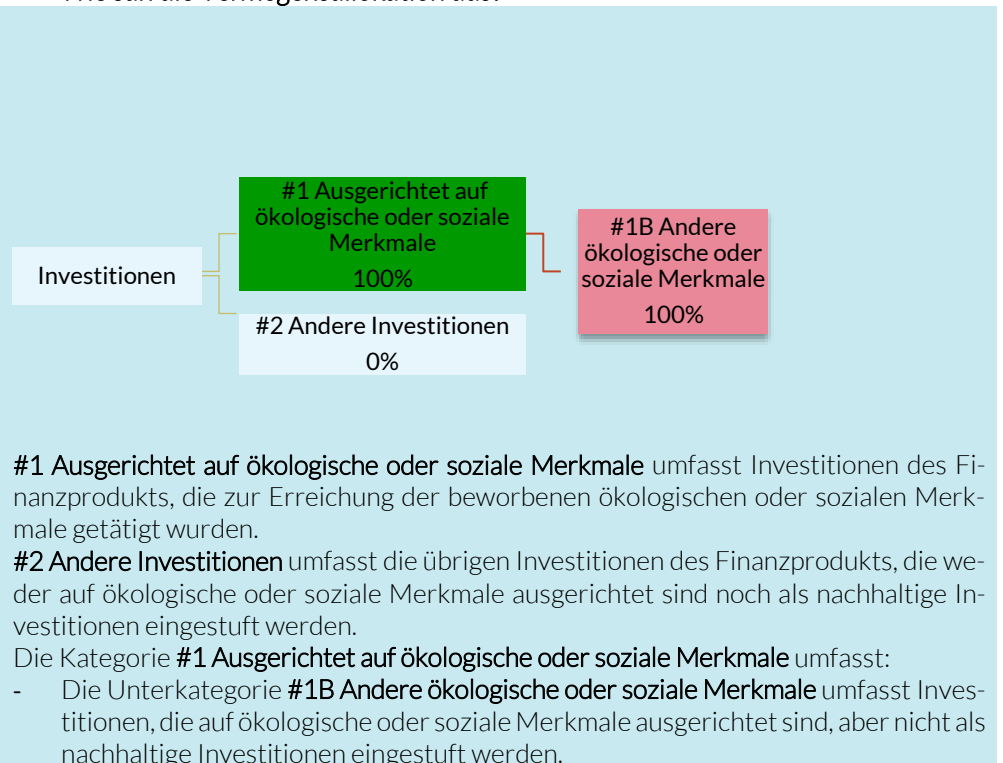 #1 Ausgerichtet auf
ökologische oder soziale
Merkmale
100%
#1B Andere
ökologische oder
soziale Merkmale
100%
Investitionen
#2 Andere Investitionen
0%
#1 Ausgerichtet auf ökologische oder soziale Merkmale umfasst Investitionen des Fi-
nanzprodukts, die zur Erreichung der beworbenen ökologischen oder sozialen Merk-
male getätigt wurden.
#2 Andere Investitionen umfasst die übrigen Investitionen des Finanzprodukts, die we-
der auf ökologische oder soziale Merkmale ausgerichtet sind noch als nachhaltige In-
vestitionen eingestuft werden.
Die Kategorie #1 Ausgerichtet auf ökologische oder soziale Merkmale umfasst:
- Die Unterkategorie #1B Andere ökologische oder soziale Merkmale umfasst Inves-
titionen, die auf ökologische oder soziale Merkmale ausgerichtet sind, aber nicht als
nachhaltige Investitionen eingestuft werden.